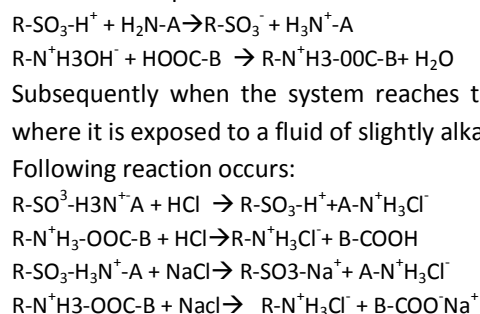 R-SO₃-H⁺ + H₂N-A→R-SO₃⁻ + H₃N⁺-A
R-N⁺H3OH⁻ + HOOC-B → R-N⁺H3-00C-B+ H₂O
Subsequently when the system reaches
where it is exposed to a fluid of slightly
Following reaction occurs:
R-SO³-H3N⁺⁻A + HCl → R-SO₃-H⁺+A-N⁺H₃Cl⁻
R-N⁺H₃-OOC-B + HCl→R-N⁺H₃Cl⁻+ B-COOH
R-SO₃-H₃N⁺-A + NaCl→ R-SO3-Na⁺+ A-N⁺H₃Cl⁻
R-N⁺H3-OOC-B + Nacl→ R-N⁺H₃Cl⁻ + B-COO⁻Na⁺